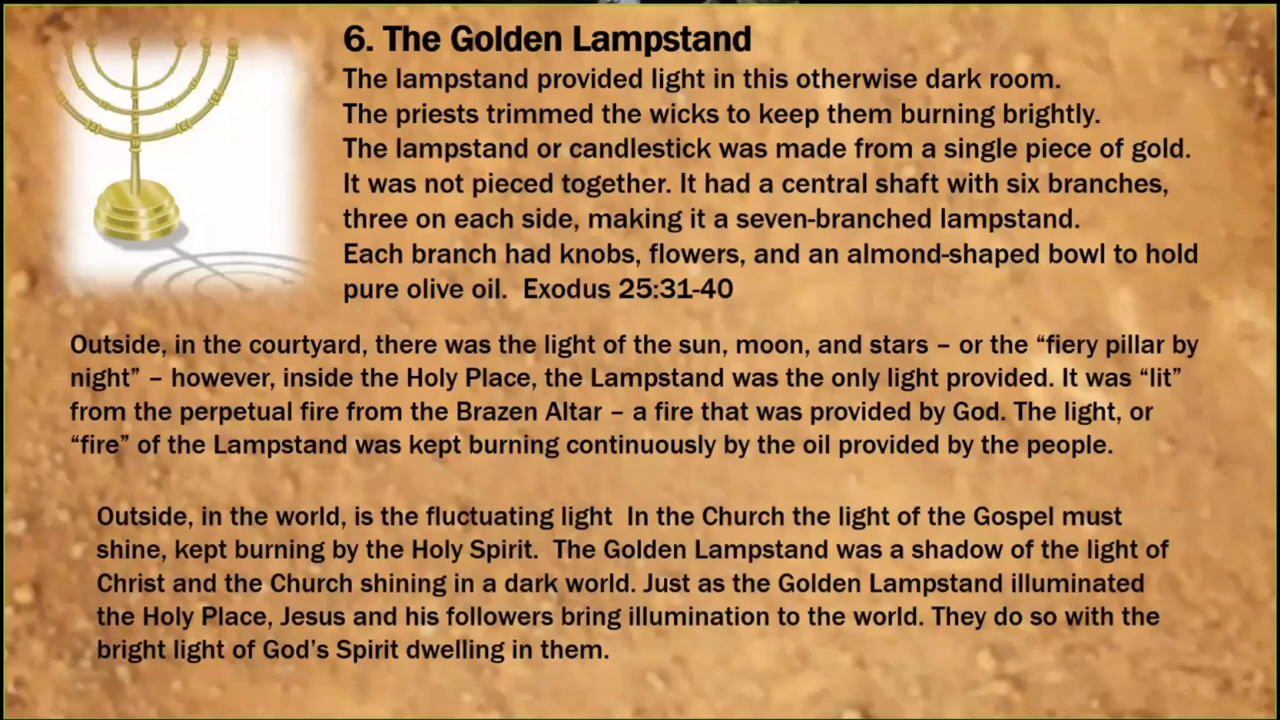 6. The Golden Lampstand
The lampstand provided light in this otherwise dark room.
The priests trimmed the wicks to keep them burning brightly.
The lampstand or candlestick was made from a single piece of gold.
It was not pieced together. It had a central shaft with six branches,
three on each side, making it a seven-branched lampstand.
Each branch had knobs, flowers, and an almond-shaped bowl to hold
pure olive oil.  Exodus 25:31-40
Outside, in the courtyard, there was the light of the sun, moon, and stars – or the “fiery pillar by
night” – however, inside the Holy Place, the Lampstand was the only light provided. It was “lit”
from the perpetual fire from the Brazen Altar – a fire that was provided by God. The light, or
“fire” of the Lampstand was kept burning continuously by the oil provided by the people.
Outside, in the world, is the fluctuating light  In the Church the light of the Gospel must
shine, kept burning by the Holy Spirit.  The Golden Lampstand was a shadow of the light of
Christ and the Church shining in a dark world. Just as the Golden Lampstand illuminated
the Holy Place, Jesus and his followers bring illumination to the world. They do so with the
bright light of God’s Spirit dwelling in them.